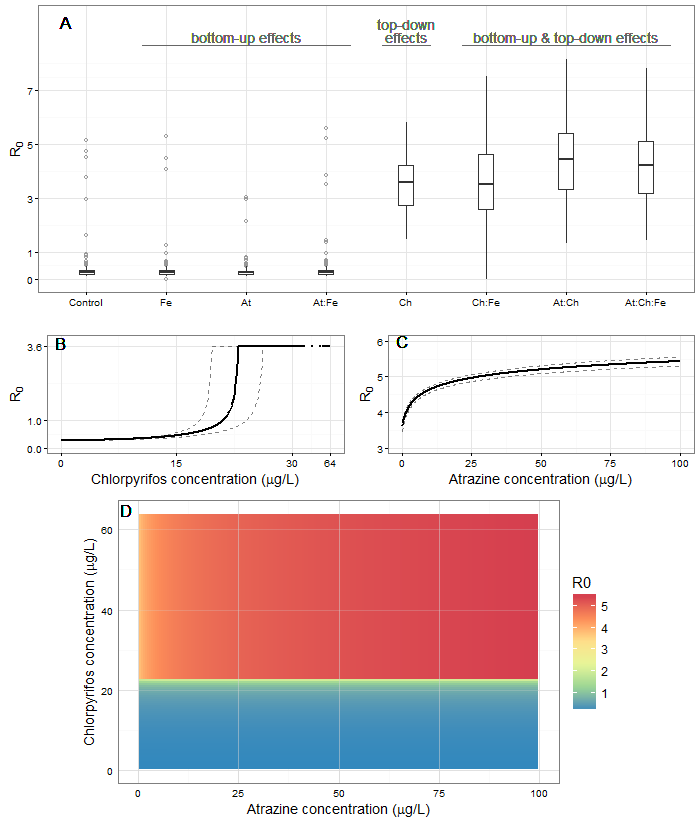 A
bottom-up effects
top-down
effects
bottom-up & top-down effects
R0
7
5
3
1
0
Control
Fe
At
At:Fe
Ch
Ch:Fe
At:Ch
At:Ch:Fe
B
R0
3.6
1.0
0.0
0
15
30
64
Chlorpyrifos concentration (μg/L)
C
R0
6
5
4
3
0
25
50
75
100
Atrazine concentration (μg/L)
D
Chlorpyrifos concentration (μg/L)
60
40
20
0
0
25
50
75
100
Atrazine concentration (μg/L)
R0
5
4
3
2
1